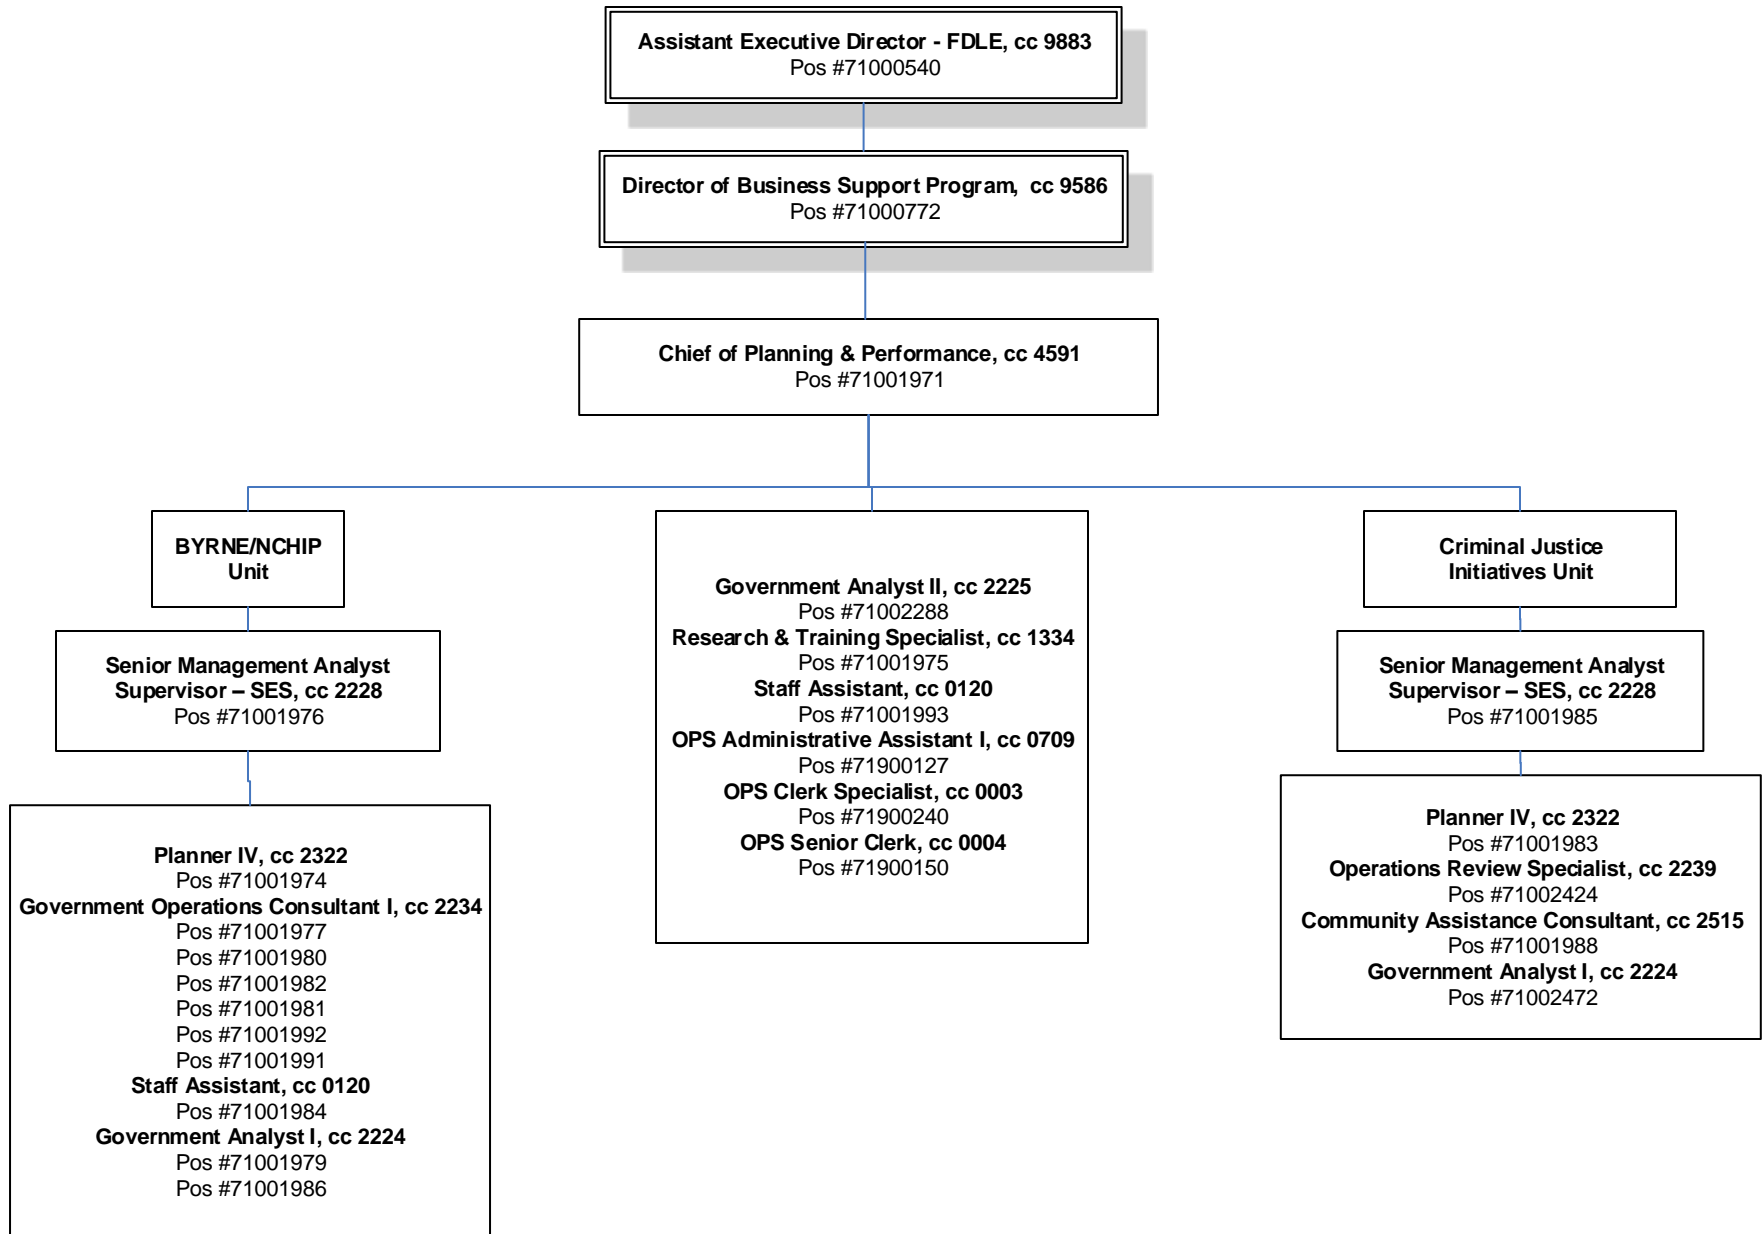 Assistant Executive Director - FDLE, cc 9883
Pos #71000540
Director of Business Support Program, cc 9586
Pos #71000772
Chief of Planning & Performance, cc 4591
Pos #71001971
BYRNE/NCHIP
Unit
Senior Management Analyst
Supervisor – SES, cc 2228
Pos #71001976
Planner IV, cc 2322
Pos #71001974
Government Operations Consultant I, cc 2234
Pos #71001977
Pos #71001980
Pos #71001982
Pos #71001981
Pos #71001992
Pos #71001991
Staff Assistant, cc 0120
Pos #71001984
Government Analyst I, cc 2224
Pos #71001979
Pos #71001986
Government Analyst II, cc 2225
Pos #71002288
Research & Training Specialist, cc 1334
Pos #71001975
Staff Assistant, cc 0120
Pos #71001993
OPS Administrative Assistant I, cc 0709
Pos #71900127
OPS Clerk Specialist, cc 0003
Pos #71900240
OPS Senior Clerk, cc 0004
Pos #71900150
Criminal Justice
Initiatives Unit
Senior Management Analyst
Supervisor – SES, cc 2228
Pos #71001985
Planner IV, cc 2322
Pos #71001983
Operations Review Specialist, cc 2239
Pos #71002424
Community Assistance Consultant, cc 2515
Pos #71001988
Government Analyst I, cc 2224
Pos #71002472